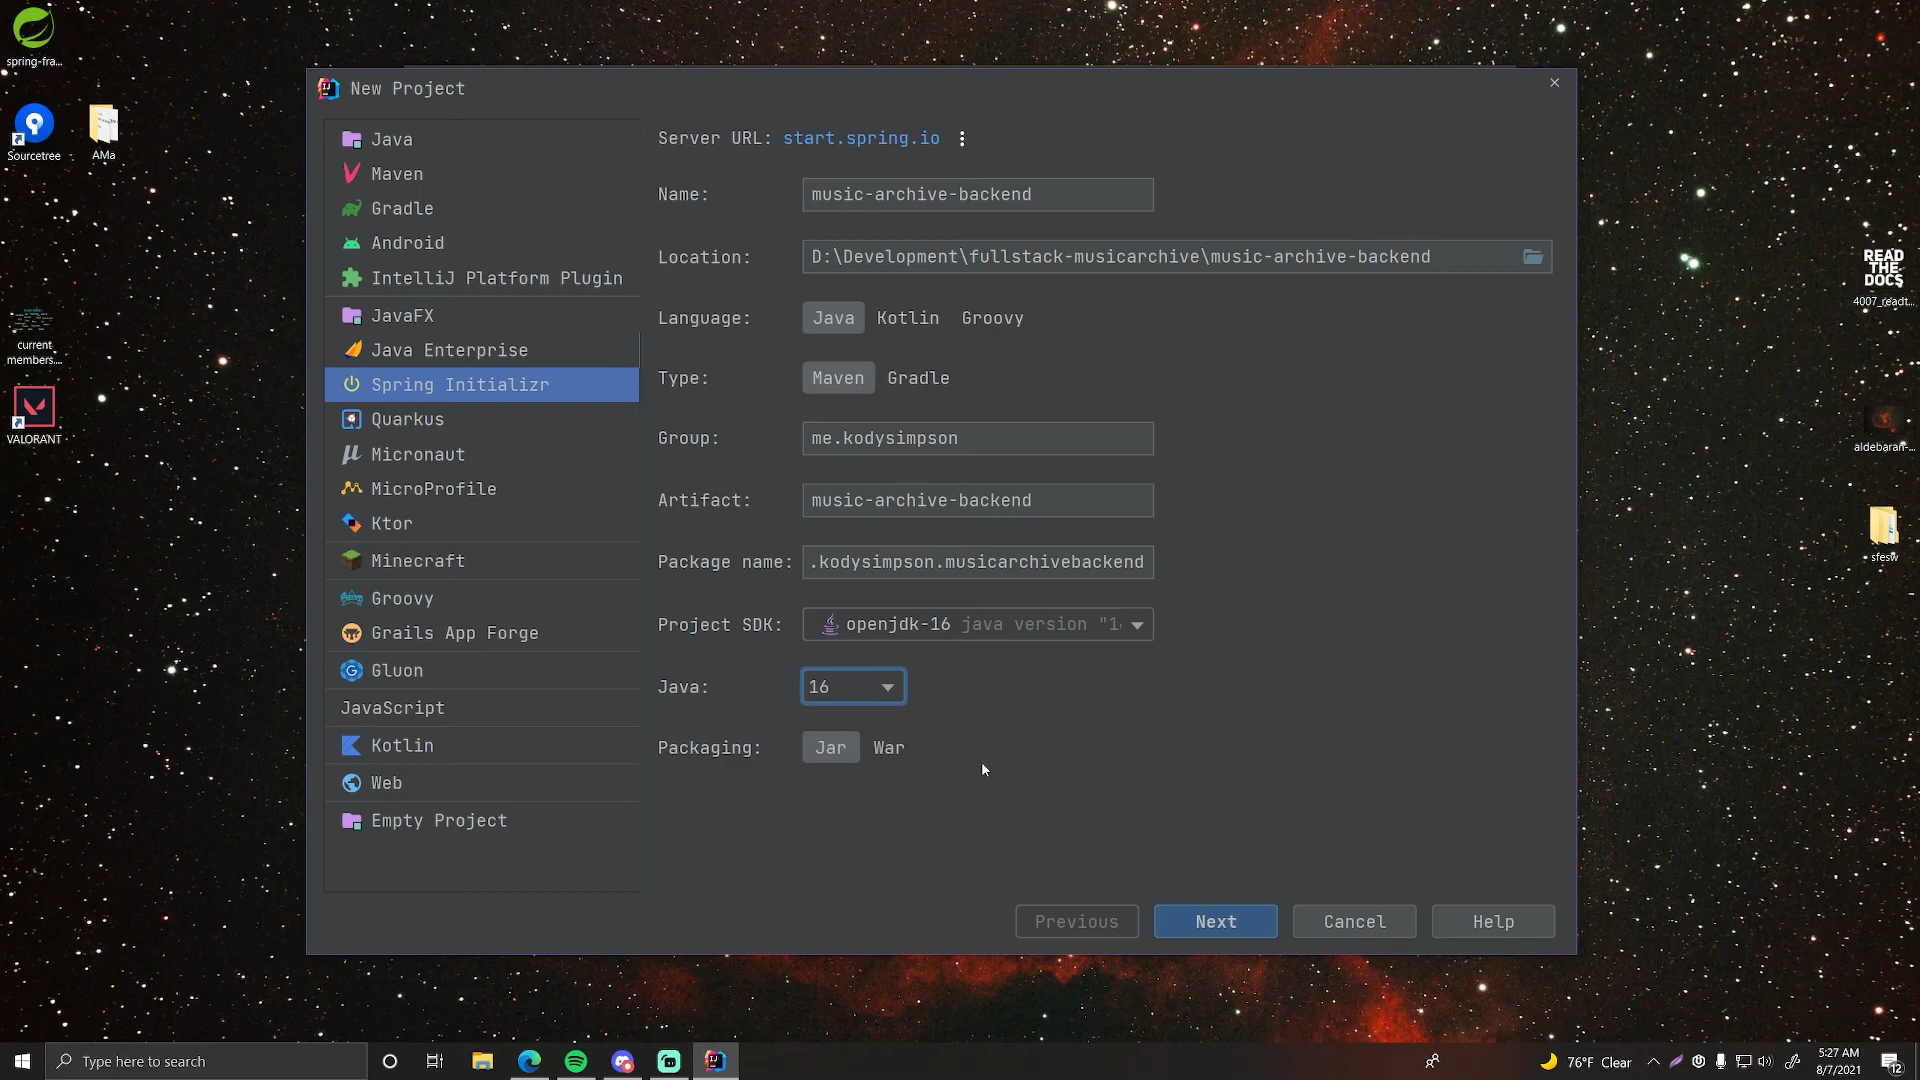 spring-fra...
Sourcetree
AMa
current
members....
VALORANT
New Project
Java
Maven
Gradle
Android
IntelliJ Platform Plugin
JavaFX
Java Enterprise
Spring Initializr
Quarkus
Micronaut
MicroProfile
Ktor
Minecraft
Groovy
Grails App Forge
Gluon
JavaScript
Kotlin
Web
Empty Project
Server URL: start.spring.io
Name: music-archive-backend
Location: D:\Development\fullstack-musicarchive\music-archive-backend
Language: Java Kotlin Groovy
Type: Maven Gradle
Group: me.kodysimpson
Artifact: music-archive-backend
Package name: .kodysimpson.musicarchivebackend
Project SDK: openjdk-16 java version "1
Java: 16
Packaging: Jar War
Previous Next Cancel Help
READ
THE
DOCS
4007_readt...
aldebaran-...
sfesw
Type here to search
76°F Clear
5:27 AM
8/7/2021
12